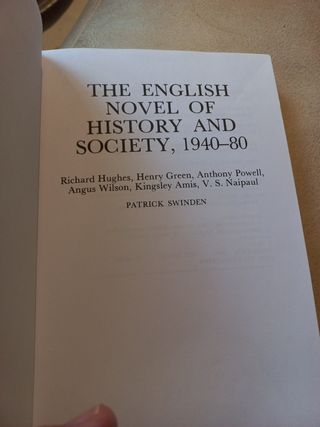 THE ENGLISH
NOVEL OF
HISTORY AND
SOCIETY, 1940–80
Richard Hughes, Henry Green, Anthony Powell,
Angus Wilson, Kingsley Amis, V. S. Naipaul
PATRICK SWINDEN